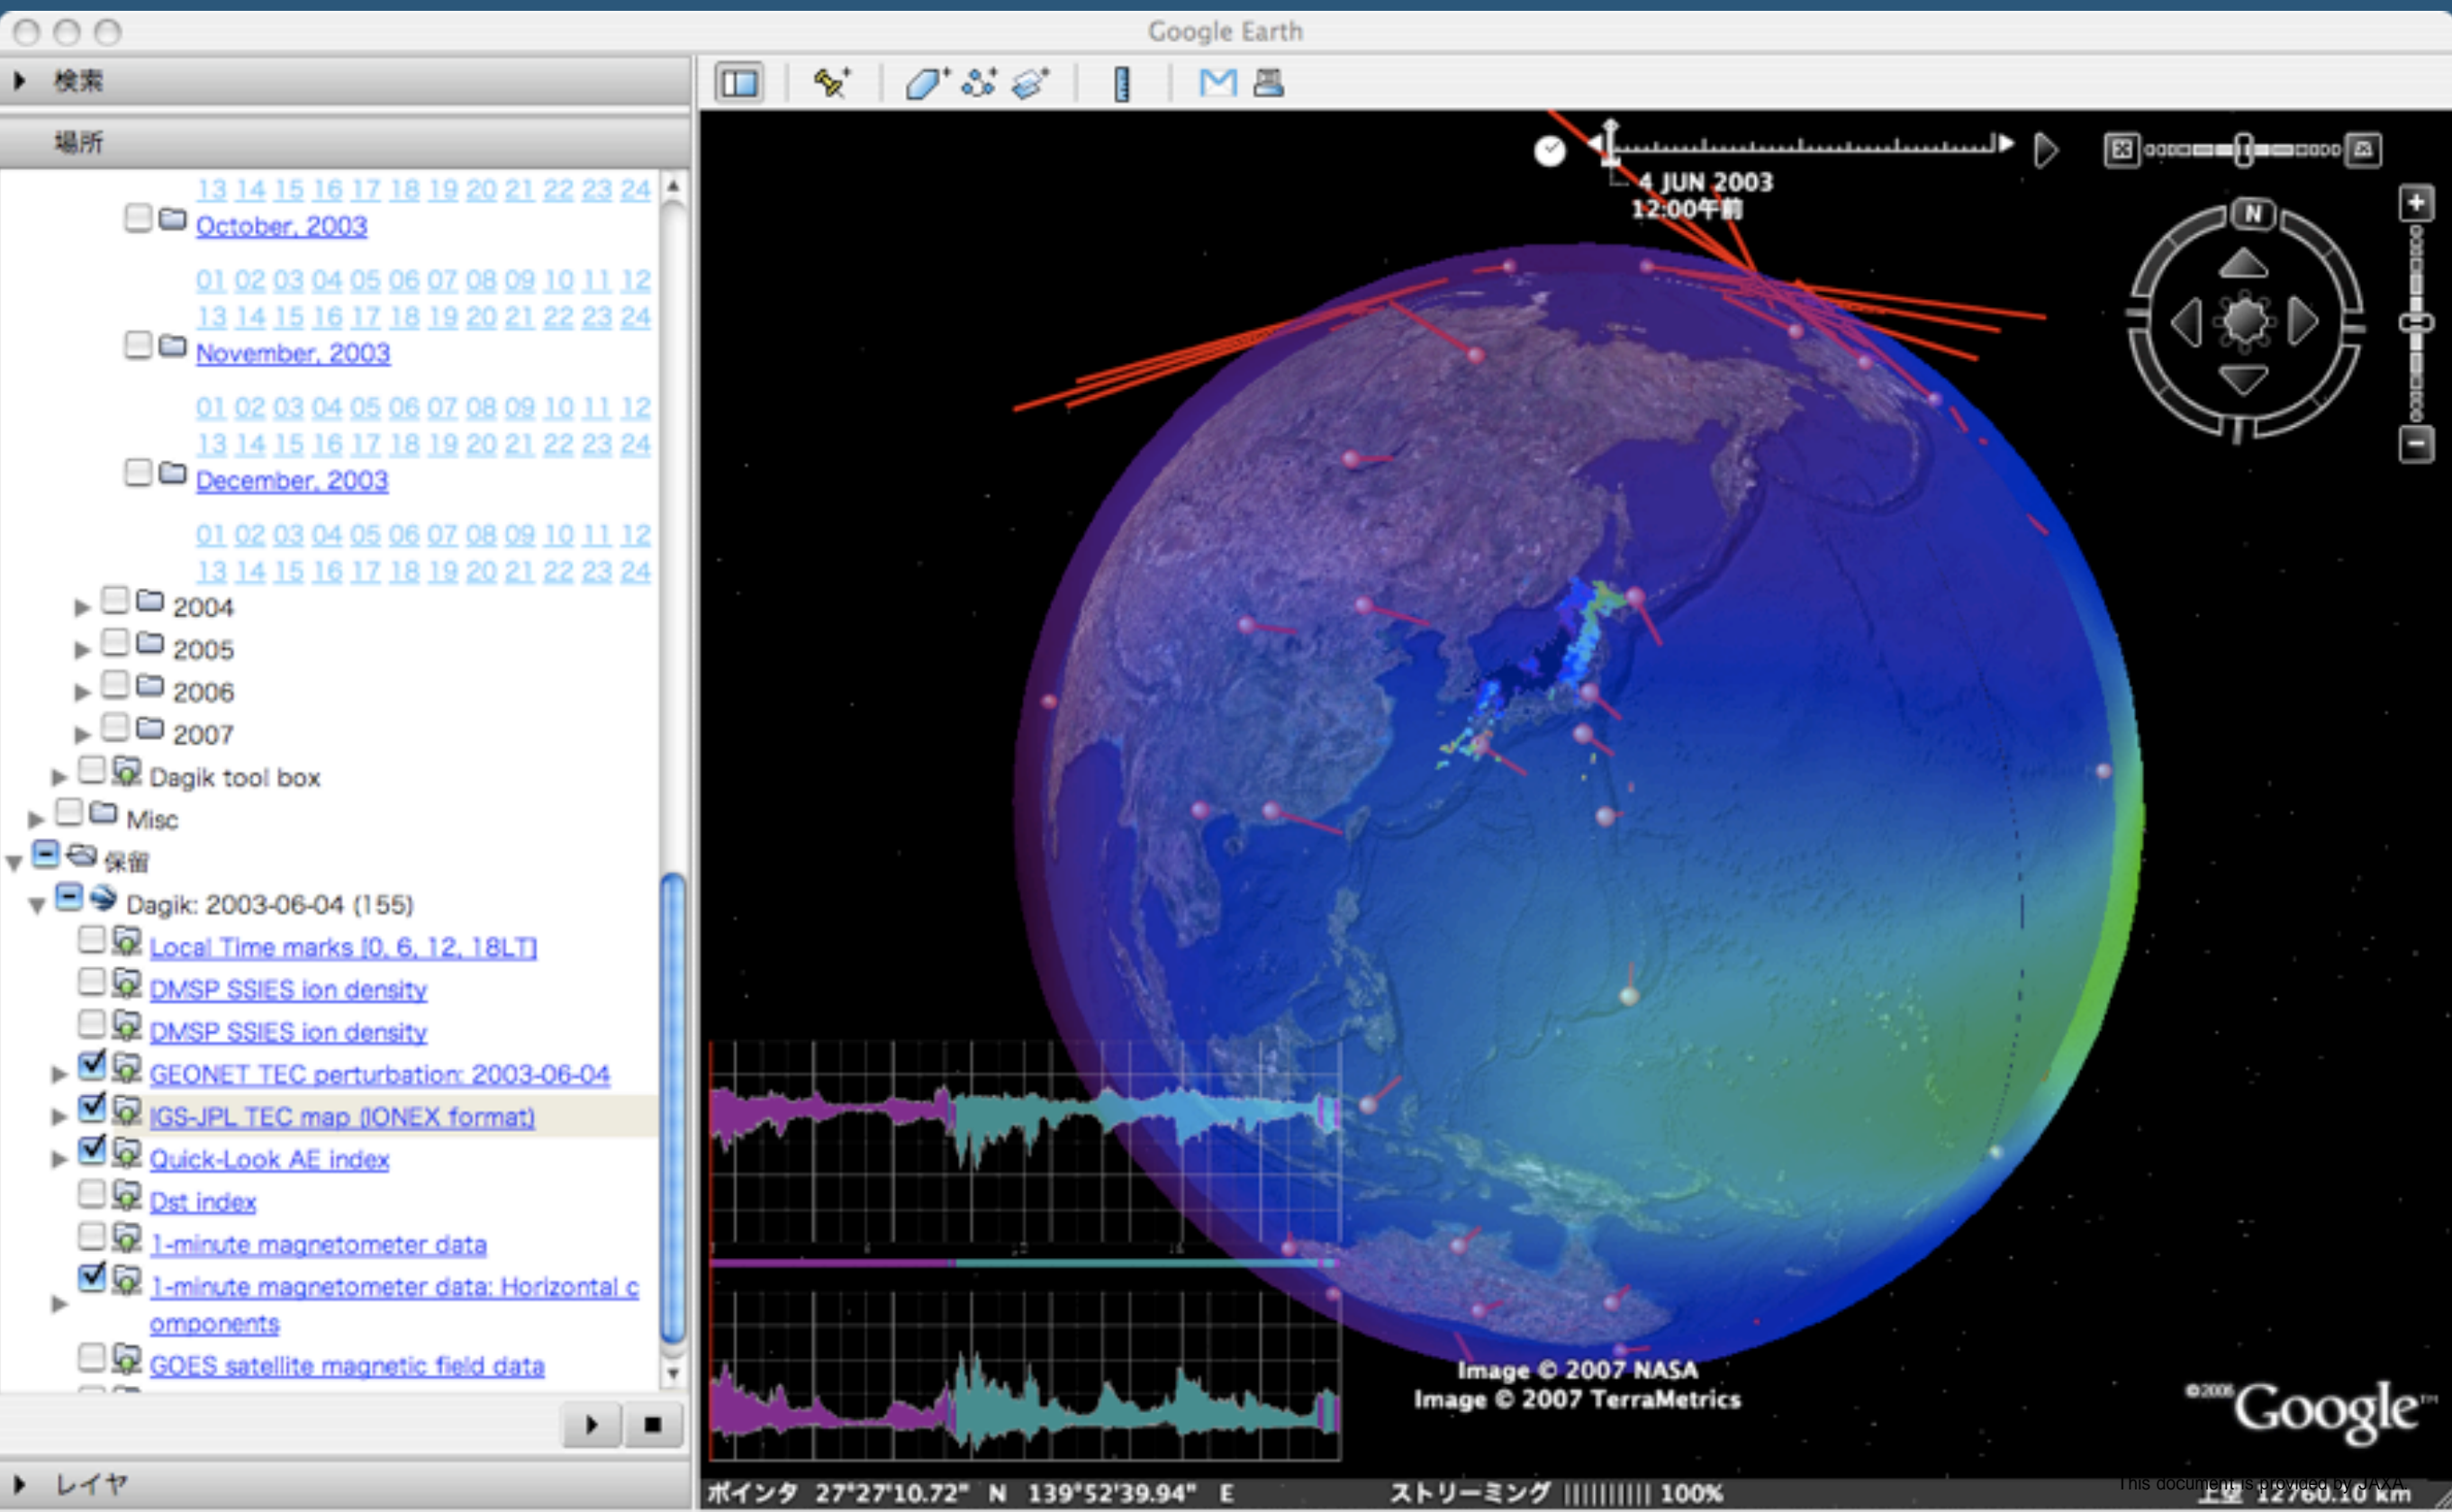 Google Earth
検索
場所
13 14 15 16 17 18 19 20 21 22 23 24
October, 2003
01 02 03 04 05 06 07 08 09 10 11 12
13 14 15 16 17 18 19 20 21 22 23 24
November, 2003
01 02 03 04 05 06 07 08 09 10 11 12
13 14 15 16 17 18 19 20 21 22 23 24
December, 2003
01 02 03 04 05 06 07 08 09 10 11 12
13 14 15 16 17 18 19 20 21 22 23 24
2004
2005
2006
2007
Dagik tool box
Misc
保留
Dagik: 2003-06-04 (155)
Local Time marks [0, 6, 12, 18LT]
DMSP SSIES ion density
DMSP SSIES ion density
GEONET TEC perturbation: 2003-06-04
IGS-JPL TEC map (IONEX format)
Quick-Look AE index
Dst index
1-minute magnetometer data
1-minute magnetometer data: Horizontal c
omponents
GOES satellite magnetic field data
レイヤ
4 JUN 2003
12:00午前
N
Image © 2007 NASA
Image © 2007 TerraMetrics
©2006 Google™
ポインタ 27°27'10.72" N 139°52'39.94" E
ストリーミング |||||||||| 100%
12760.10 km
This document is provided by JAXA.